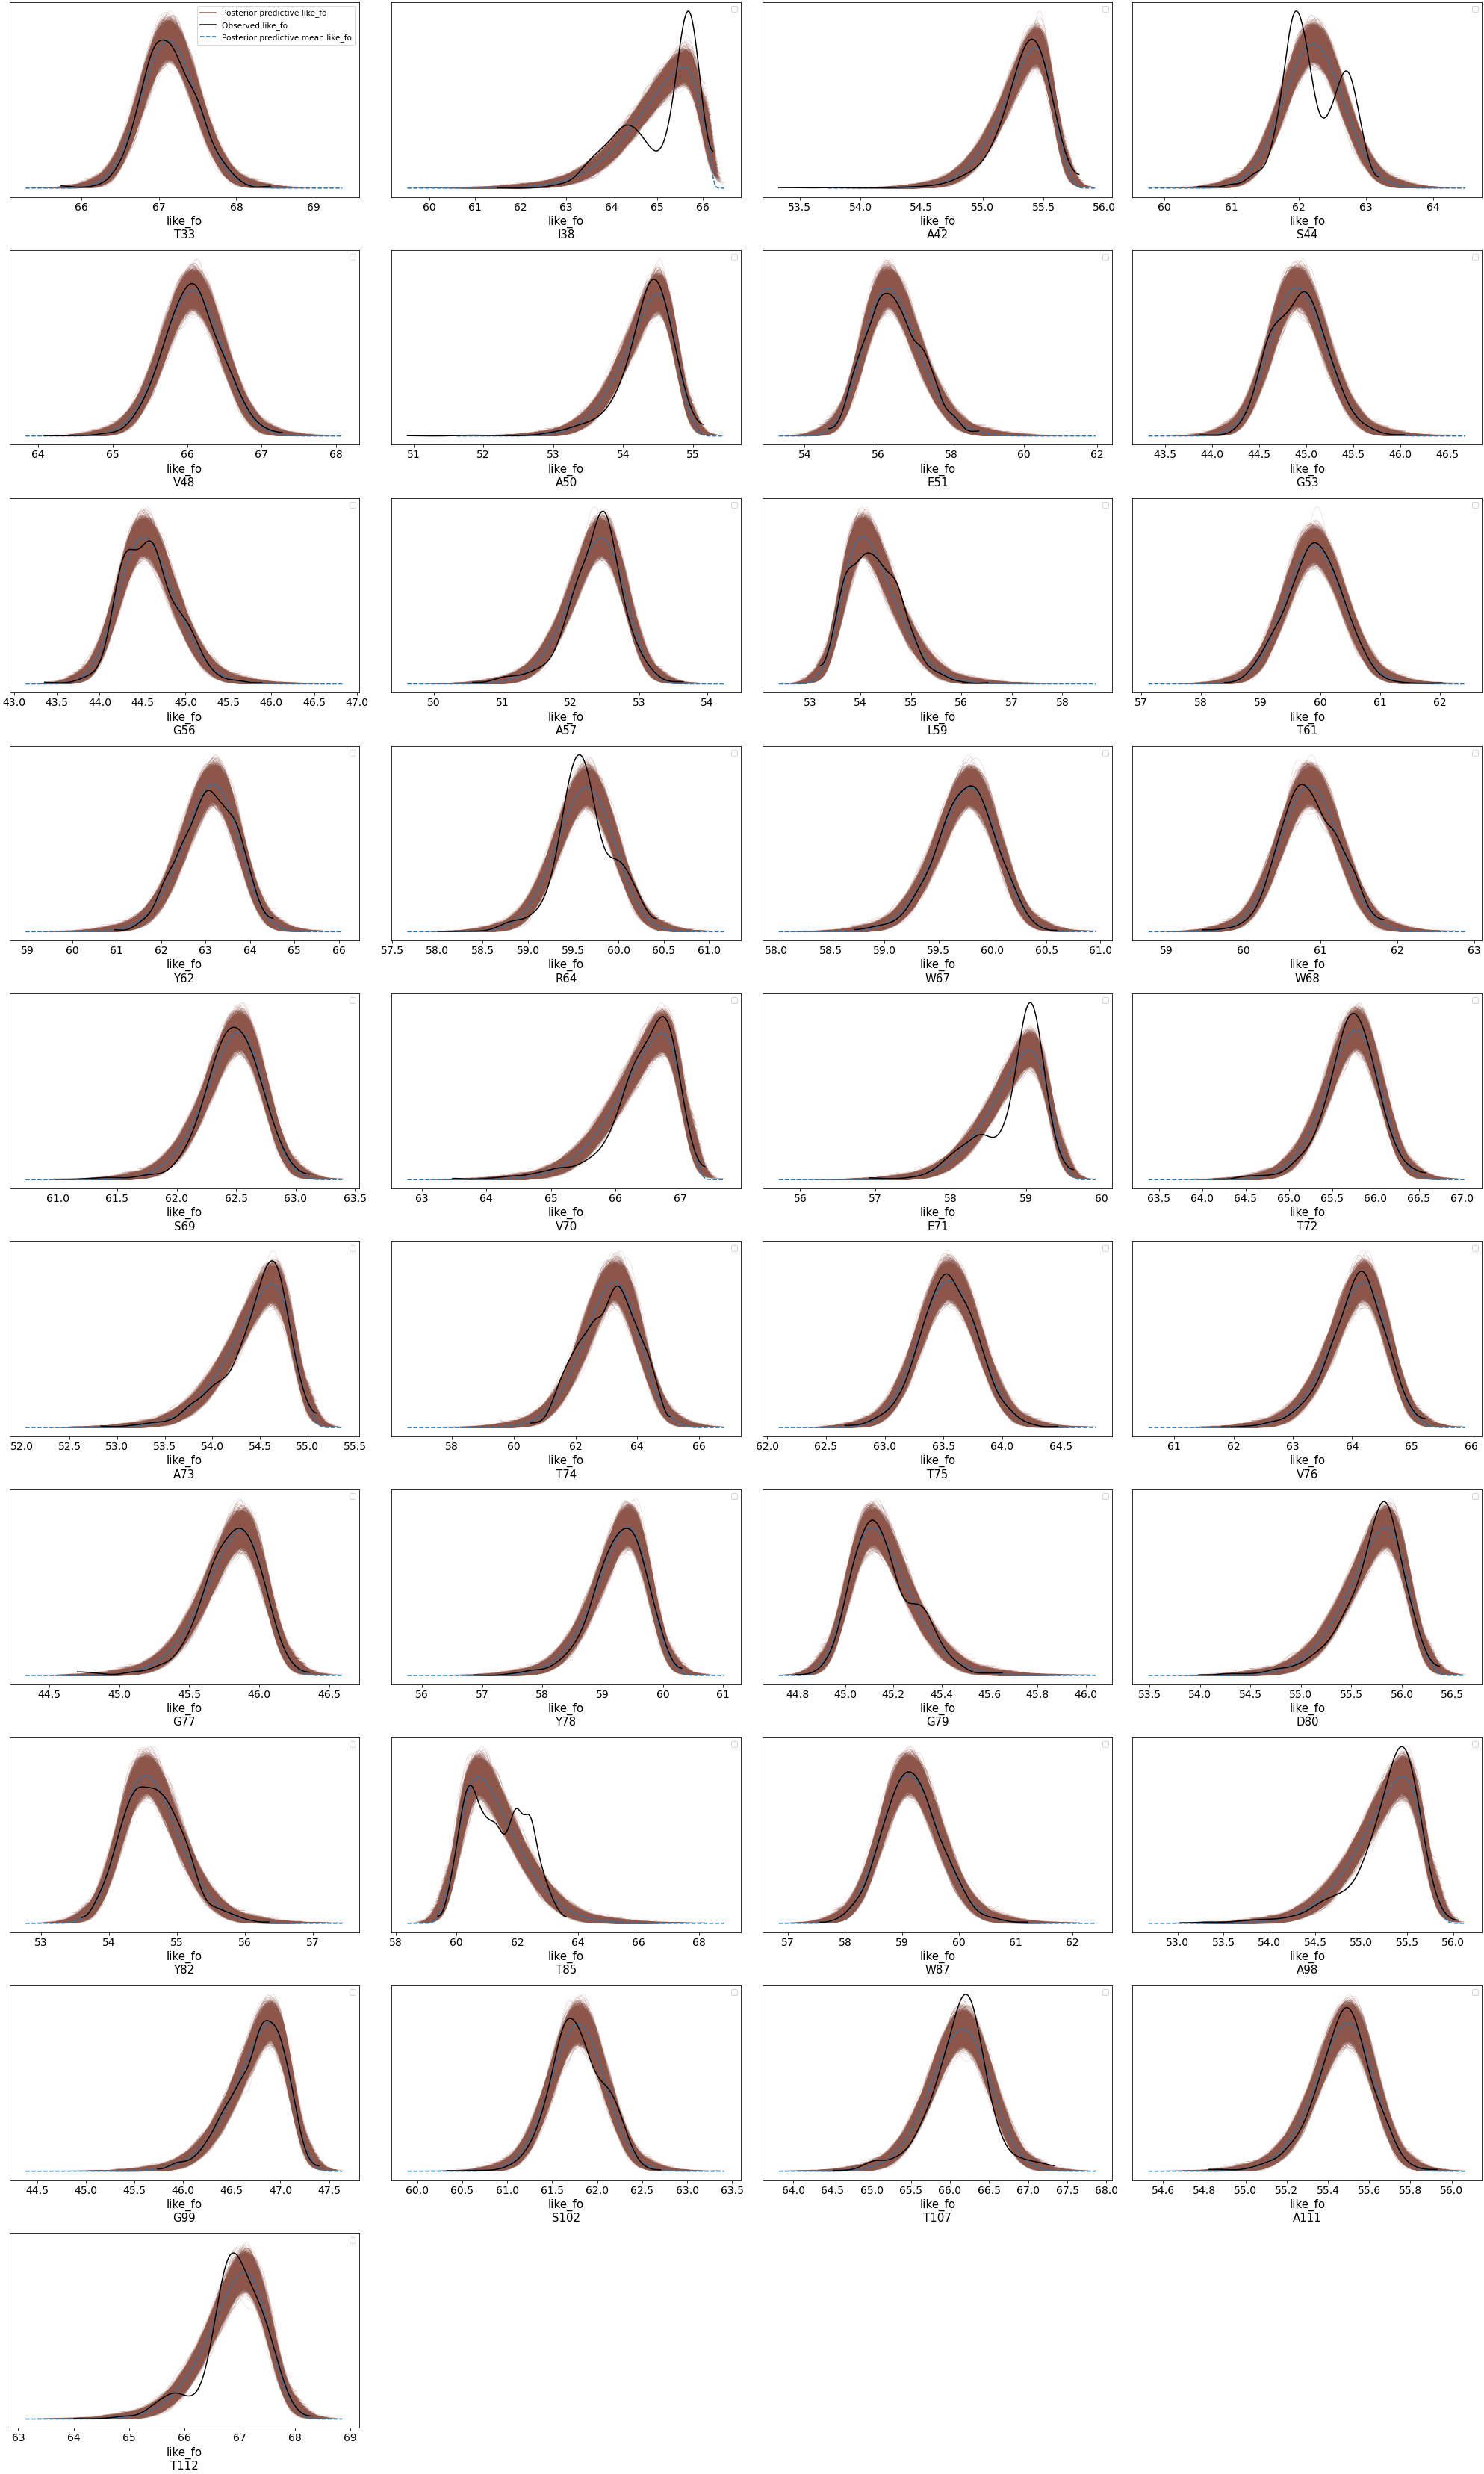 Posterior predictive like_fo
Observed like_fo
Posterior predictive mean like_fo
66 67 68 69
like_fo
T33
60 61 62 63 64 65 66
like_fo
I38
53.5 54.0 54.5 55.0 55.5 56.0
like_fo
A42
60 61 62 63 64
like_fo
S44
64 65 66 67 68
like_fo
V48
51 52 53 54 55
like_fo
A50
54 56 58 60 62
like_fo
E51
43.5 44.0 44.5 45.0 45.5 46.0 46.5
like_fo
G53
43.0 43.5 44.0 44.5 45.0 45.5 46.0 46.5 47.0
like_fo
G56
50 51 52 53 54
like_fo
A57
53 54 55 56 57 58
like_fo
L59
57 58 59 60 61 62
like_fo
T61
59 60 61 62 63 64 65 66
like_fo
Y62
57.5 58.0 58.5 59.0 59.5 60.0 60.5 61.0
like_fo
R64
58.0 58.5 59.0 59.5 60.0 60.5 61.0
like_fo
W67
59 60 61 62 63
like_fo
W68
61.0 61.5 62.0 62.5 63.0 63.5
like_fo
S69
63 64 65 66 67
like_fo
V70
56 57 58 59 60
like_fo
E71
63.5 64.0 64.5 65.0 65.5 66.0 66.5 67.0
like_fo
T72
52.0 52.5 53.0 53.5 54.0 54.5 55.0 55.5
like_fo
A73
58 60 62 64 66
like_fo
T74
62.0 62.5 63.0 63.5 64.0 64.5
like_fo
T75
61 62 63 64 65 66
like_fo
V76
44.5 45.0 45.5 46.0 46.5
like_fo
G77
56 57 58 59 60 61
like_fo
Y78
44.8 45.0 45.2 45.4 45.6 45.8 46.0
like_fo
G79
53.5 54.0 54.5 55.0 55.5 56.0 56.5
like_fo
D80
53 54 55 56 57
like_fo
Y82
58 60 62 64 66 68
like_fo
T85
57 58 59 60 61 62
like_fo
W87
53.0 53.5 54.0 54.5 55.0 55.5 56.0
like_fo
A98
44.5 45.0 45.5 46.0 46.5 47.0 47.5
like_fo
G99
60.0 60.5 61.0 61.5 62.0 62.5 63.0 63.5
like_fo
S102
64.0 64.5 65.0 65.5 66.0 66.5 67.0 67.5 68.0
like_fo
T107
54.6 54.8 55.0 55.2 55.4 55.6 55.8 56.0
like_fo
A111
63 64 65 66 67 68 69
like_fo
T112